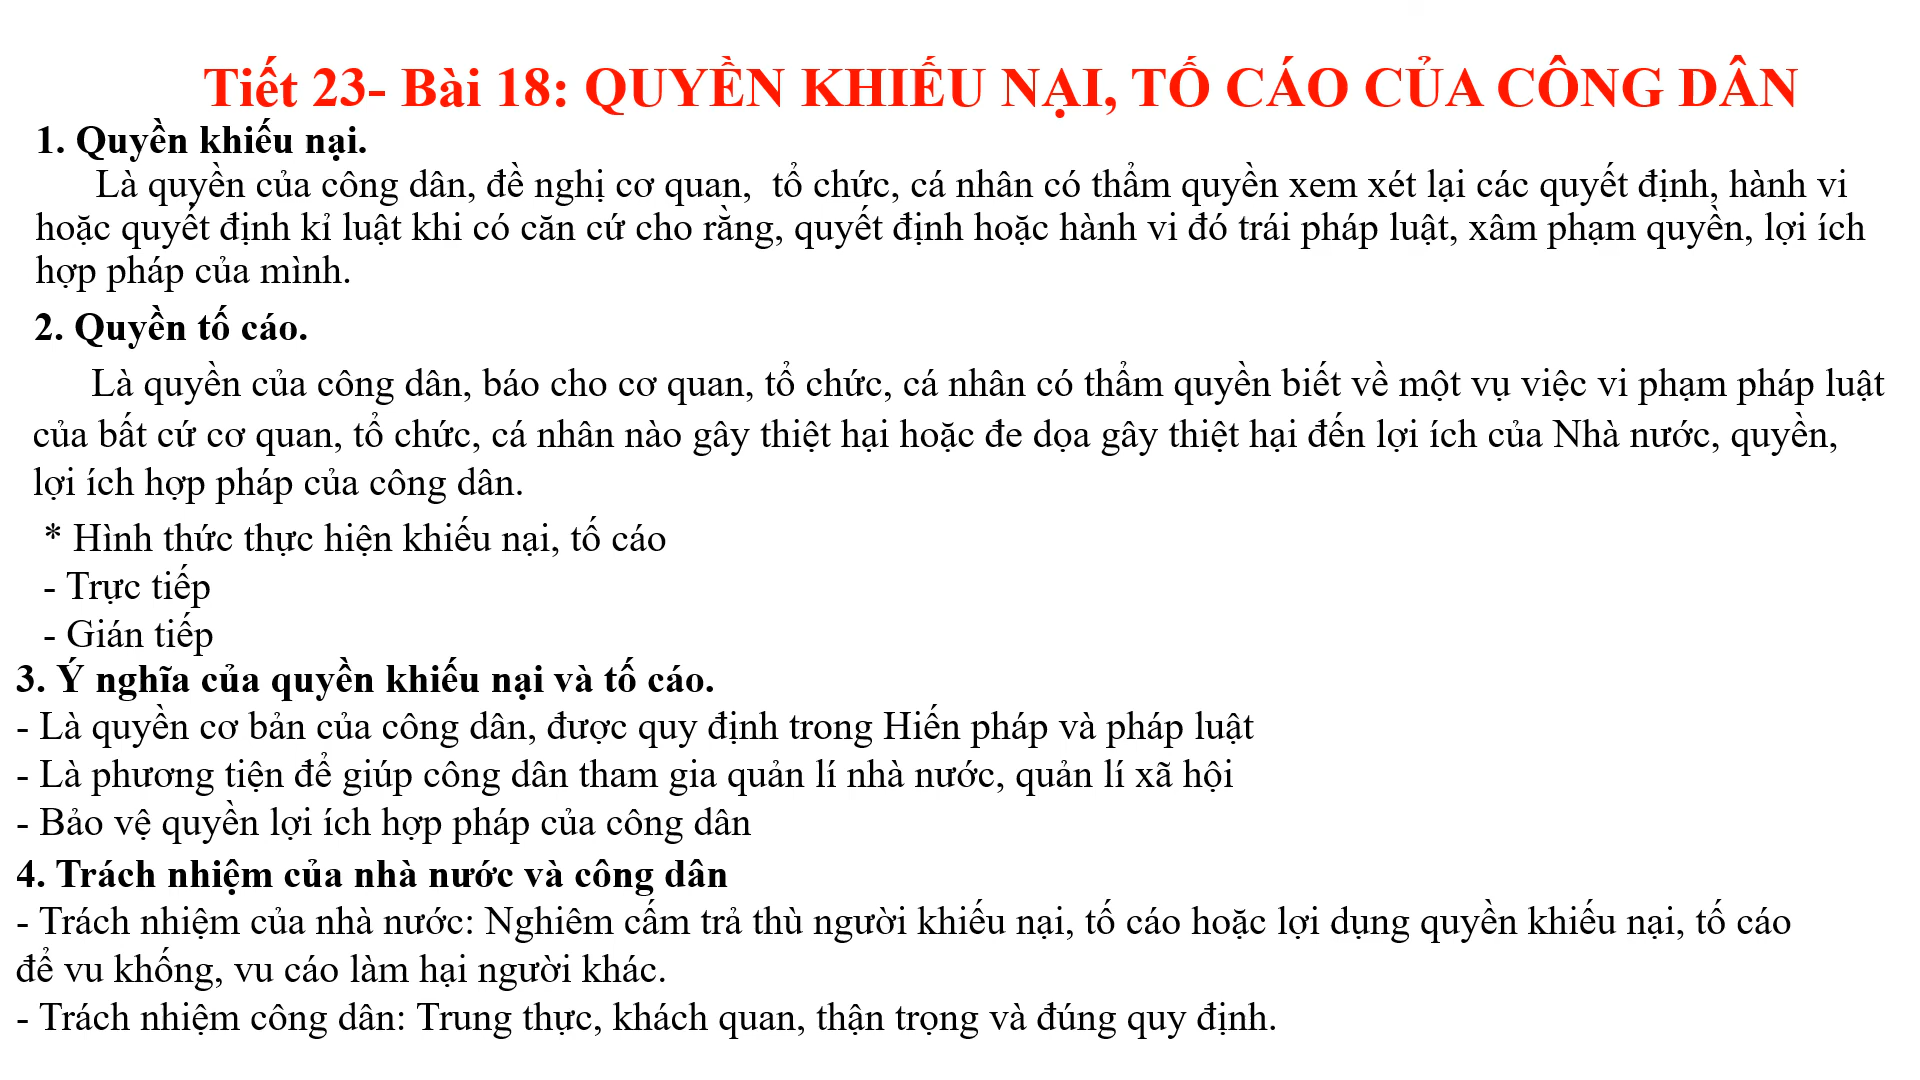 Tiết 23- Bài 18: QUYỀN KHIẾU NẠI, TỐ CÁO CỦA CÔNG DÂN
1. Quyền khiếu nại.
Là quyền của công dân, đề nghị cơ quan, tổ chức, cá nhân có thẩm quyền xem xét lại các quyết định, hành vi
hoặc quyết định kỉ luật khi có căn cứ cho rằng, quyết định hoặc hành vi đó trái pháp luật, xâm phạm quyền, lợi ích
hợp pháp của mình.
2. Quyền tố cáo.
Là quyền của công dân, báo cho cơ quan, tổ chức, cá nhân có thẩm quyền biết về một vụ việc vi phạm pháp luật
của bất cứ cơ quan, tổ chức, cá nhân nào gây thiệt hại hoặc đe dọa gây thiệt hại đến lợi ích của Nhà nước, quyền,
lợi ích hợp pháp của công dân.
* Hình thức thực hiện khiếu nại, tố cáo
- Trực tiếp
- Gián tiếp
3. Ý nghĩa của quyền khiếu nại và tố cáo.
- Là quyền cơ bản của công dân, được quy định trong Hiến pháp và pháp luật
- Là phương tiện để giúp công dân tham gia quản lí nhà nước, quản lí xã hội
- Bảo vệ quyền lợi ích hợp pháp của công dân
4. Trách nhiệm của nhà nước và công dân
- Trách nhiệm của nhà nước: Nghiêm cấm trả thù người khiếu nại, tố cáo hoặc lợi dụng quyền khiếu nại, tố cáo
để vu khống, vu cáo làm hại người khác.
- Trách nhiệm công dân: Trung thực, khách quan, thận trọng và đúng quy định.